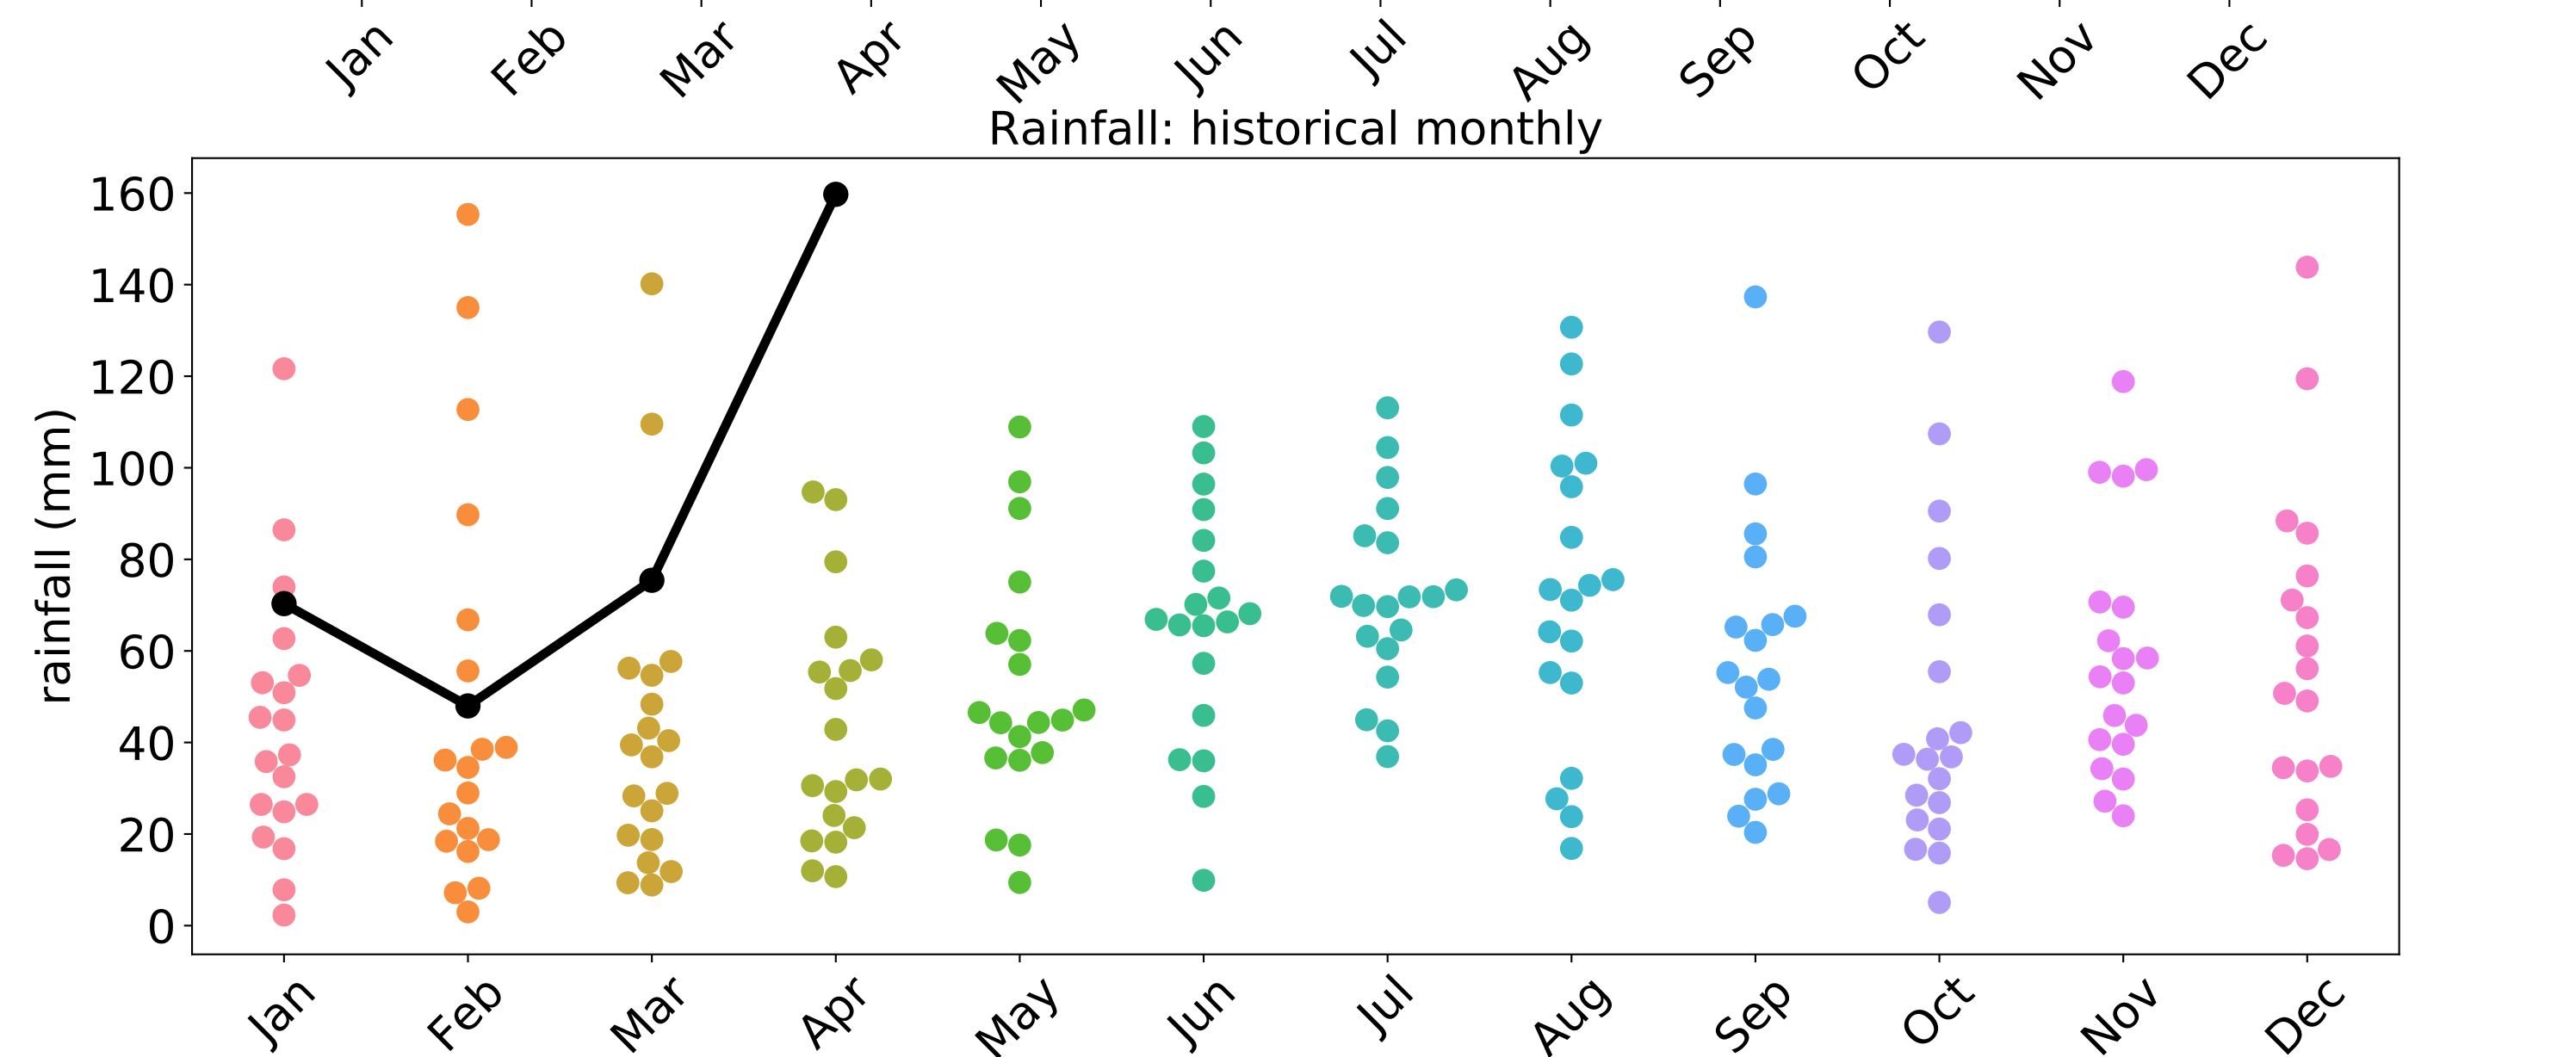 Jan Feb Mar Apr May Jun Jul Aug Sep Oct Nov Dec
Rainfall: historical monthly
rainfall (mm)
160
140
120
100
80
60
40
20
0
Jan Feb Mar Apr May Jun Jul Aug Sep Oct Nov Dec